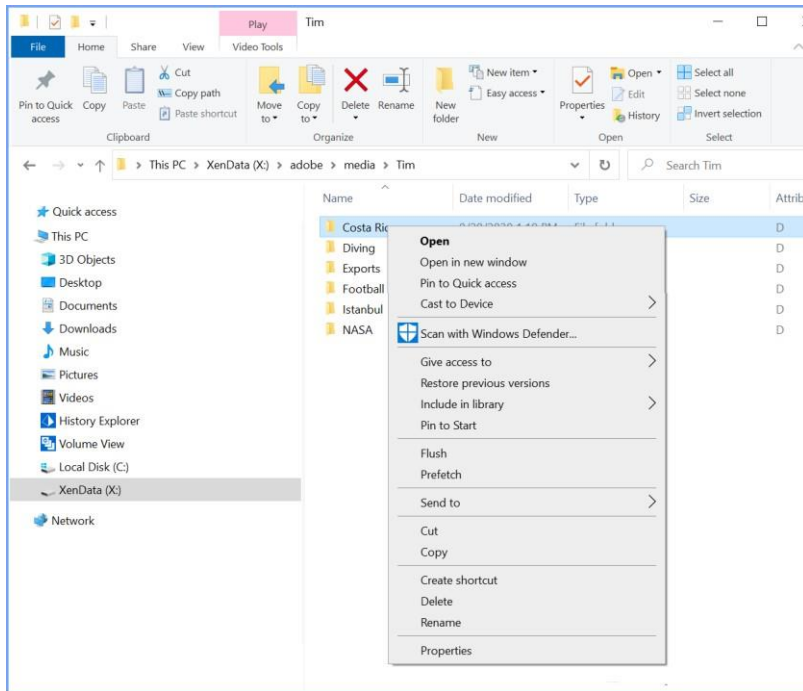 Play Tim
File Home Share View Video Tools
Pin to Quick access
Copy
Paste
Cut
Copy path
Paste shortcut
Clipboard
Move to
Copy to
Delete
Rename
Organize
New folder
New item
Easy access
New
Properties
Open
Edit
History
Open
Select all
Select none
Invert selection
Select
This PC > XenData (X:) > adobe > media > Tim
Search Tim
Name Date modified Type Size Attrib
Quick access
This PC
3D Objects
Desktop
Documents
Downloads
Music
Pictures
Videos
History Explorer
Volume View
Local Disk (C:)
XenData (X:)
Network
Costa Ric D
Diving D
Exports D
Football D
Istanbul D
NASA D
Open
Open in new window
Pin to Quick access
Cast to Device
Scan with Windows Defender...
Give access to
Restore previous versions
Include in library
Pin to Start
Flush
Prefetch
Send to
Cut
Copy
Create shortcut
Delete
Rename
Properties